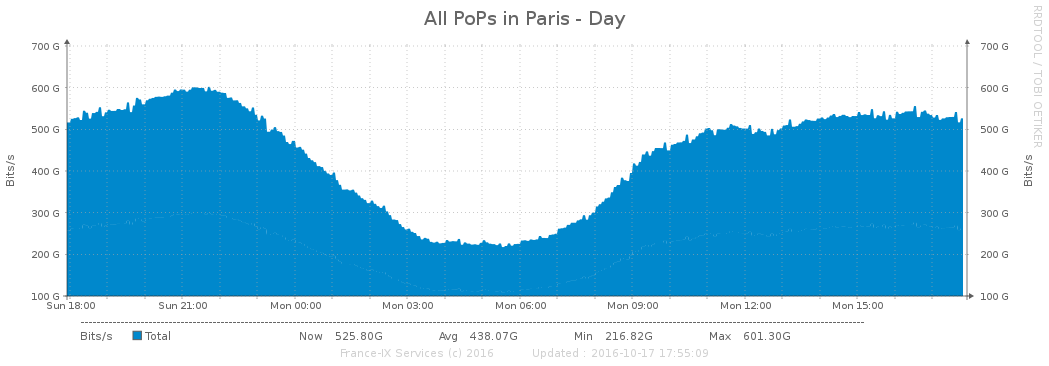 All PoPs in Paris - Day
RRDTOOL / TOBI OETIKER
700 G 700 G
600 G 600 G
500 G 500 G
400 G 400 G
300 G 300 G
200 G 200 G
100 G 100 G
Bits/s
Bits/s
Sun 18:00 Sun 21:00 Mon 00:00 Mon 03:00 Mon 06:00 Mon 09:00 Mon 12:00 Mon 15:00
Bits/s Total Now 525.80G Avg 438.07G Min 216.82G Max 601.30G
France-IX Services (c) 2016 Updated : 2016-10-17 17:55:09